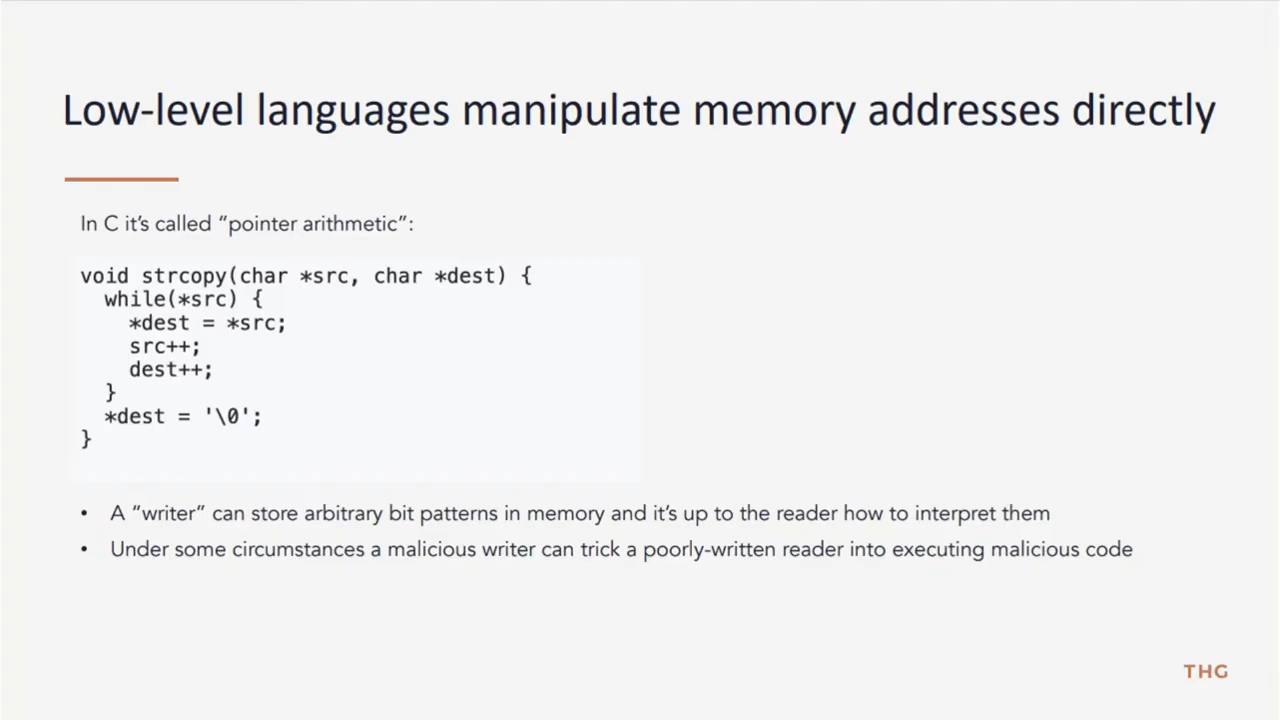 Low-level languages manipulate memory addresses directly
In C it’s called “pointer arithmetic”:
void strcopy(char *src, char *dest) {
  while(*src) {
    *dest = *src;
    src++;
    dest++;
  }
  *dest = '\0';
}
• A “writer” can store arbitrary bit patterns in memory and it’s up to the reader how to interpret them
• Under some circumstances a malicious writer can trick a poorly-written reader into executing malicious code
THG